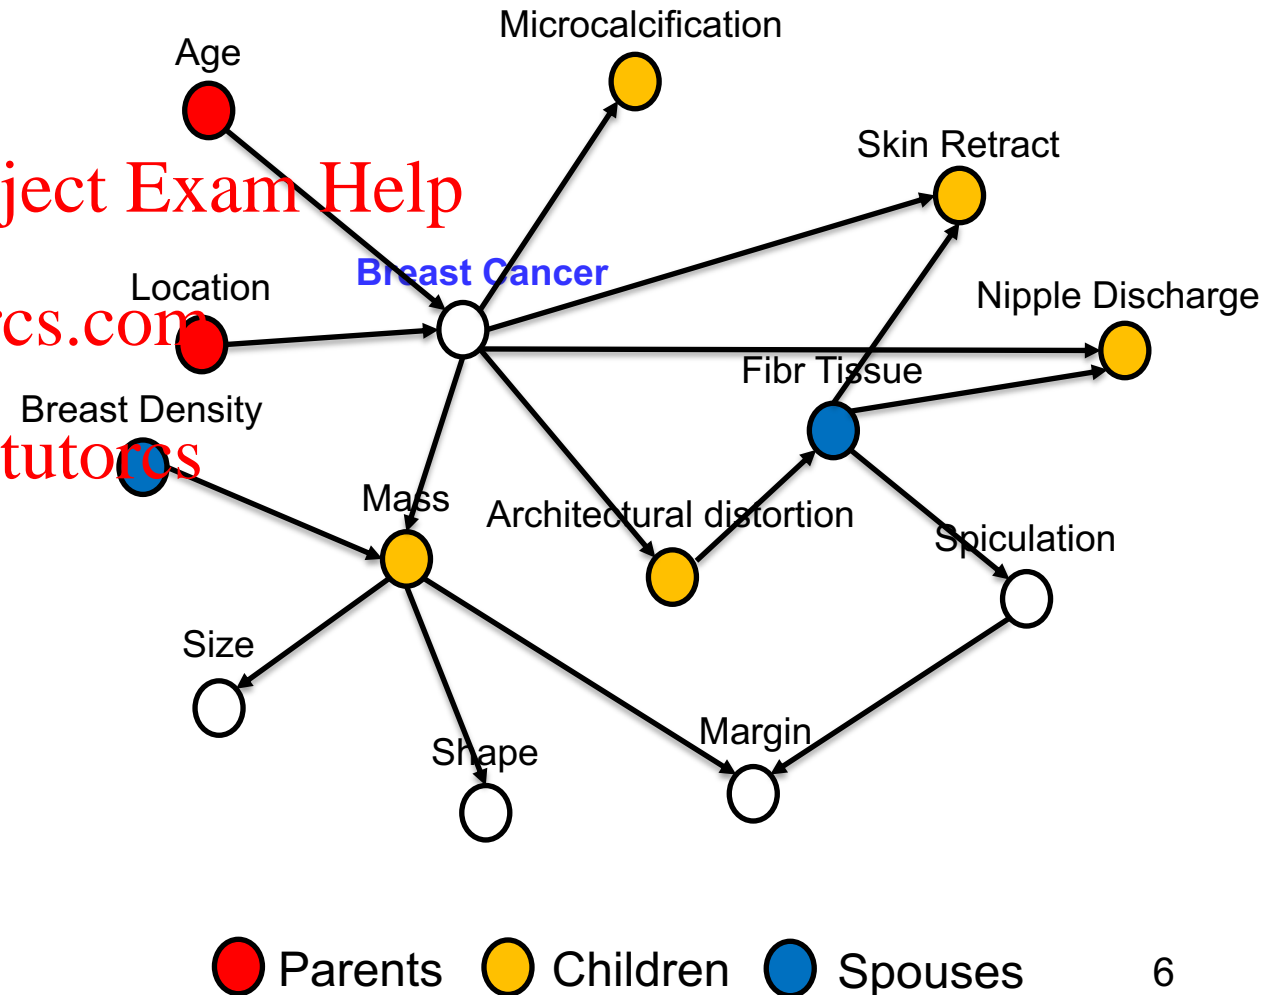 Microcalcification
Age
Skin Retract
ject Exam Help
Breast Cancer
Location
Nipple Discharge
rcs.com
Fibr Tissue
Breast Density
tutorcs
Mass
Architectural distortion
Spiculation
Size
Margin
Shape
Parents
Children
Spouses
6